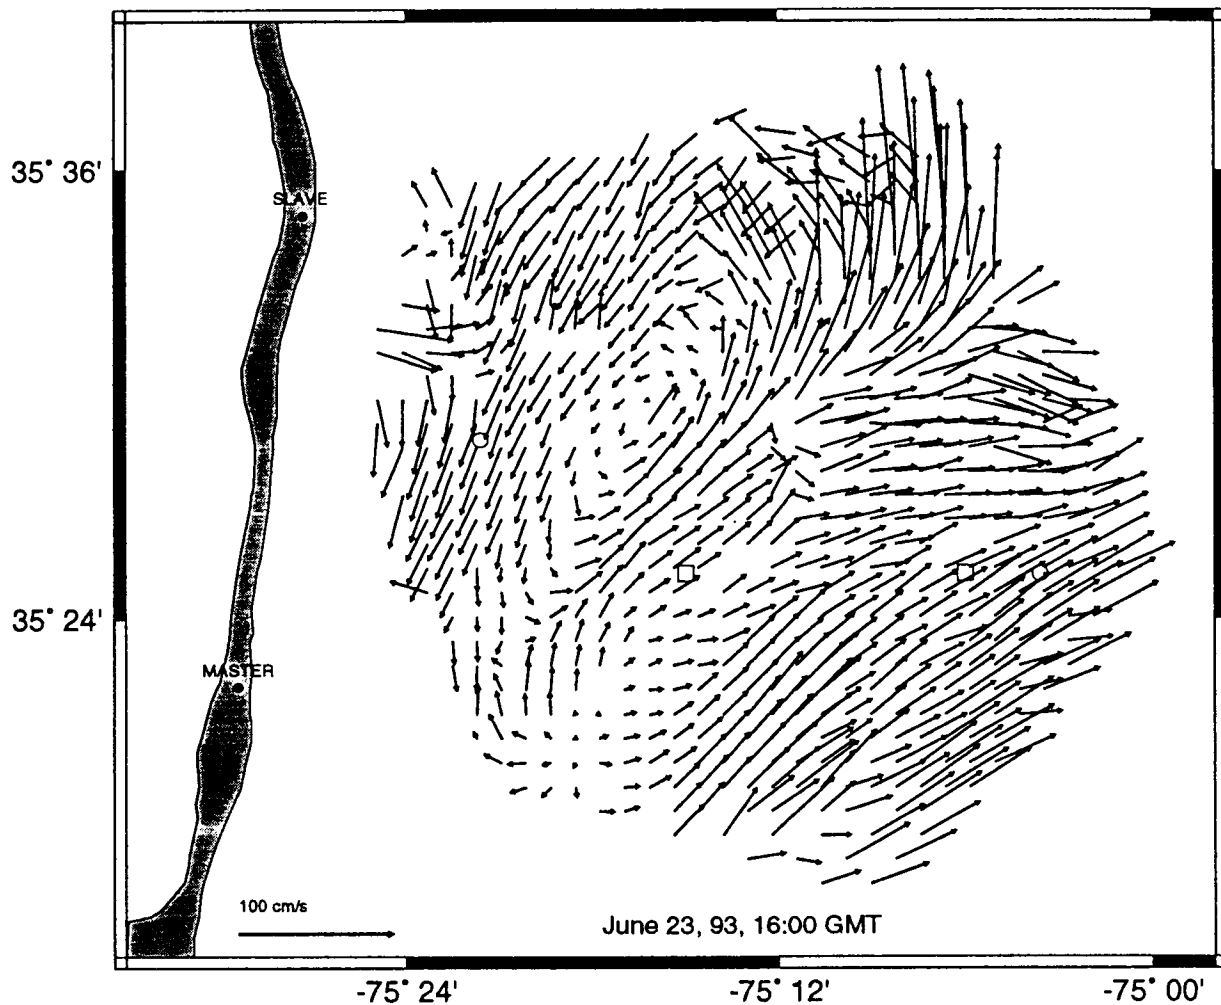 35° 36'
SLAVE
35° 24'
MASTER
100 cm/s
June 23, 93, 16:00 GMT
-75° 24'
-75° 12'
-75° 00'